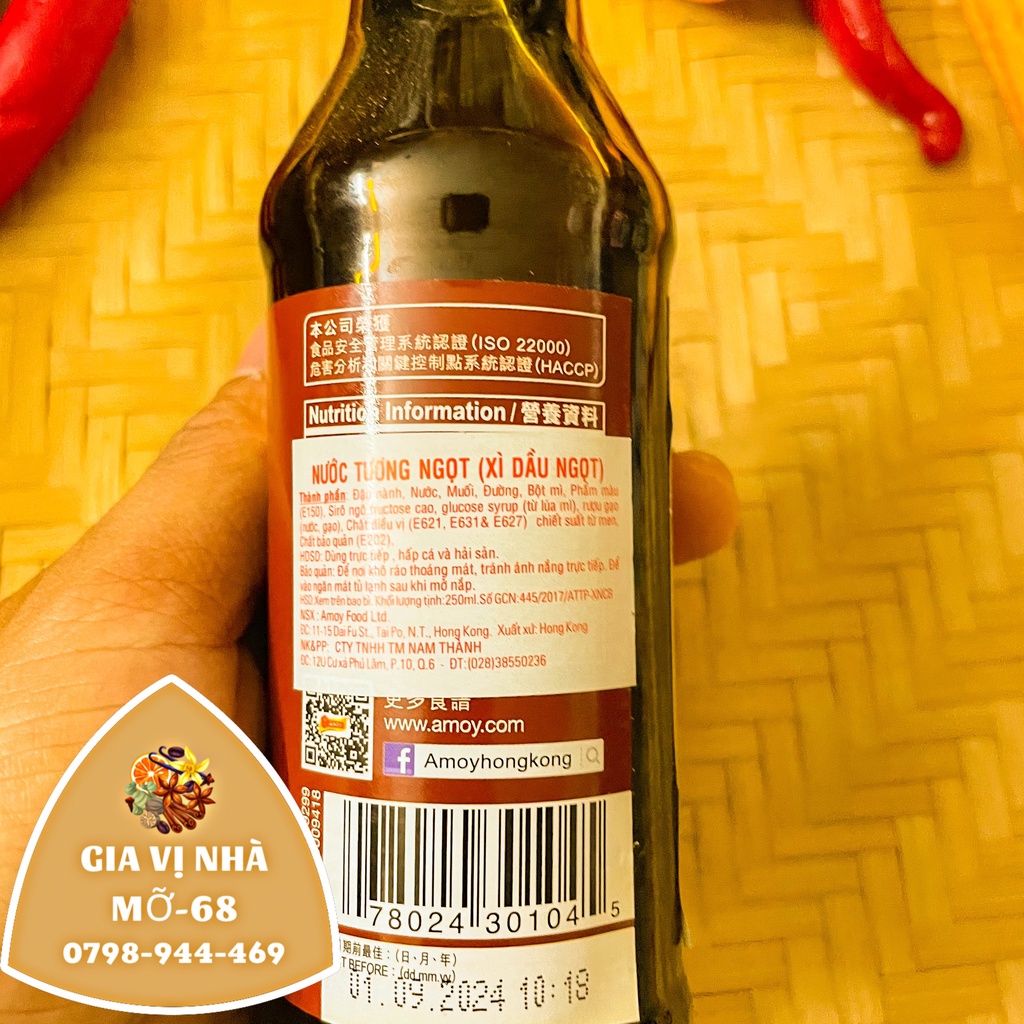 本公司榮獲
食品安全管理系統認證(ISO 22000)
危害分析和關鍵控制點系統認證(HACCP)
Nutrition Information / 營養資料
NƯỚC TƯƠNG NGỌT (XÌ DẦU NGỌT)
Thành phần: Đậu nành, Nước, Muối, Đường, Bột mì, Phẩm màu
(E150), Sirô ngô fructose cao, glucose syrup (từ lúa mì), rượu gạo
(nước, gạo), Chất điều vị (E621, E631& E627) chiết suất từ men,
Chất bảo quản (E202).
HDSD: Dùng trực tiếp , hấp cá và hải sản.
Bảo quản: Để nơi khô ráo thoáng mát, tránh ánh nắng trực tiếp. Để
vào ngăn mát tủ lạnh sau khi mở nắp.
HSD:Xem trên bao bì. Khối lượng tịnh:250ml.Số GCN:445/2017/ATTP-XNCB
NSX : Amoy Food Ltd.
ĐC:11-15 Dai Fu St., Tai Po, N.T., Hong Kong. Xuất xứ: Hong Kong
NK&PP: CTY TNHH TM NAM THÀNH
ĐC:12U Cư xá Phú Lâm, P.10, Q.6 - ĐT:(028)38550236
更多食譜
www.amoy.com
Amoyhongkong
009418
78024 30104 5
期前最佳:(日、月、年)
T BEFORE : (dd.mm.yy)
01.09.2024 10:18
GIA VỊ NHÀ
MỠ-68
0798-944-469